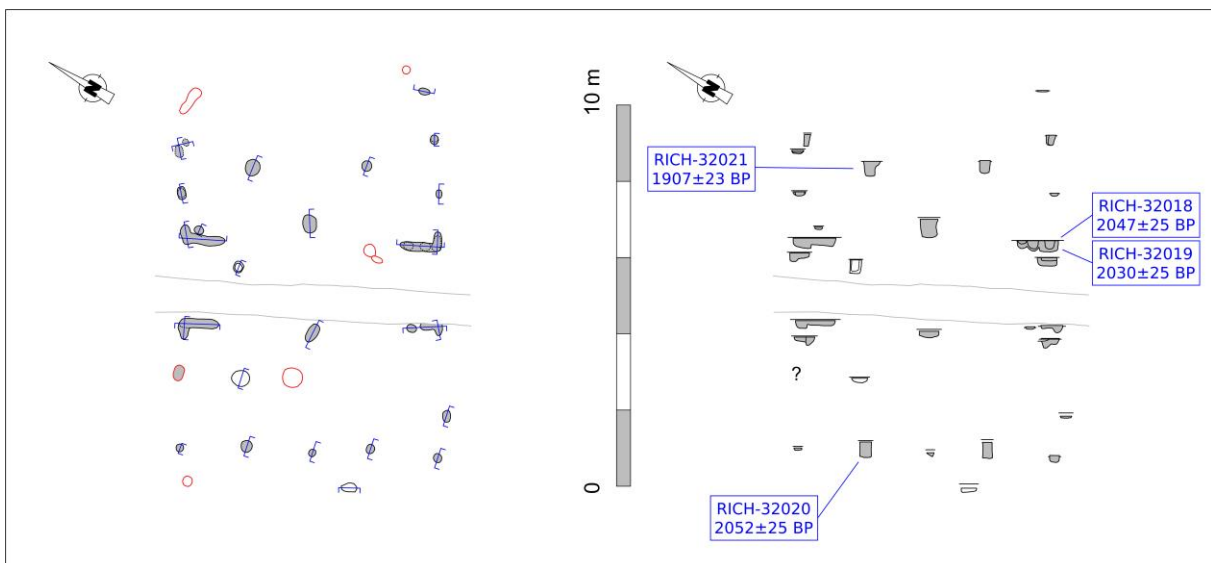 N
10 m
0
N
RICH-32021
1907±23 BP
RICH-32018
2047±25 BP
RICH-32019
2030±25 BP
?
RICH-32020
2052±25 BP